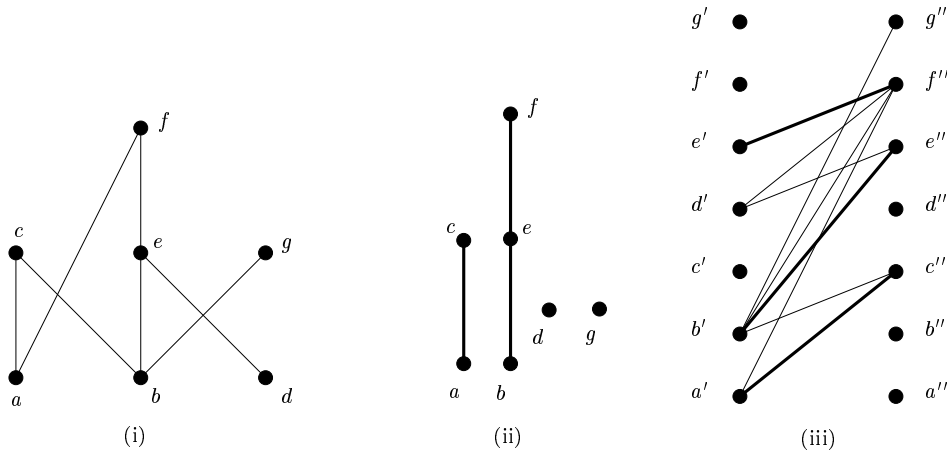 f
c
e
g
a
b
d
(i)
f
c
e
d
g
a
b
(ii)
g′ g′′
f′ f′′
e′ e′′
d′ d′′
c′ c′′
b′ b′′
a′ a′′
(iii)